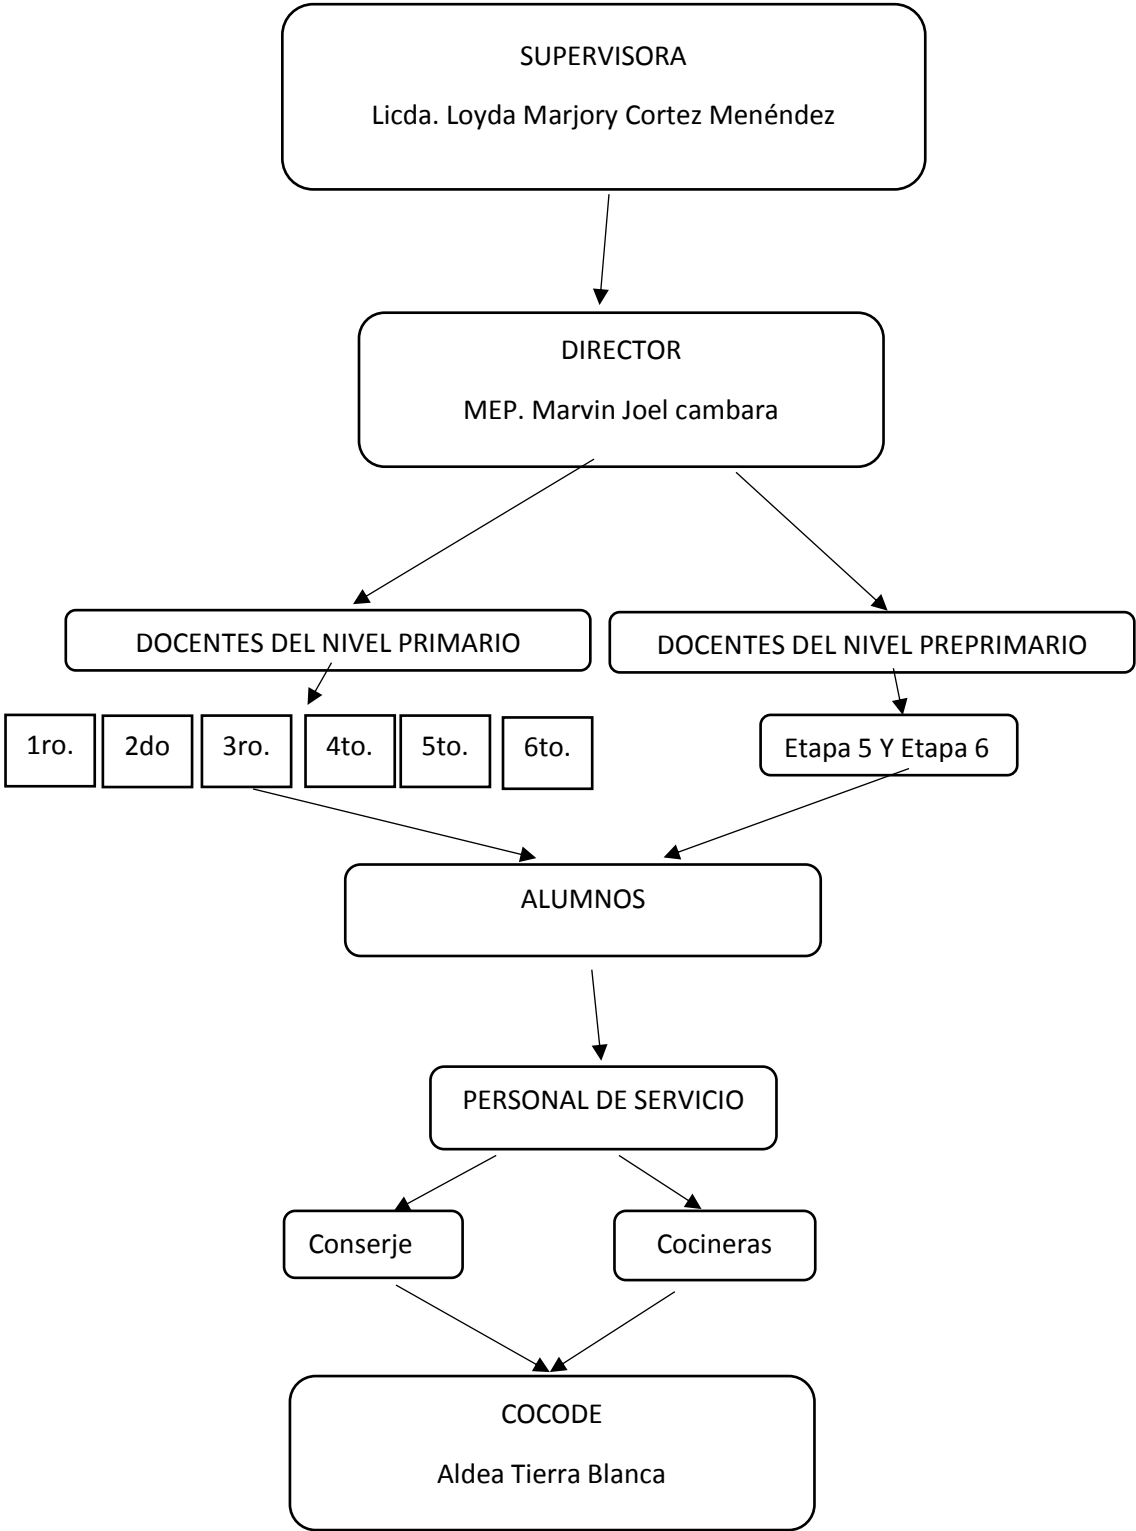 SUPERVISORA
Licda. Loyda Marjory Cortez Menéndez
DIRECTOR
MEP. Marvin Joel cambara
DOCENTES DEL NIVEL PRIMARIO
DOCENTES DEL NIVEL PREPRIMARIO
1ro.
2do
3ro.
4to.
5to.
6to.
Etapa 5 Y Etapa 6
ALUMNOS
PERSONAL DE SERVICIO
Conserje
Cocineras
COCODE
Aldea Tierra Blanca